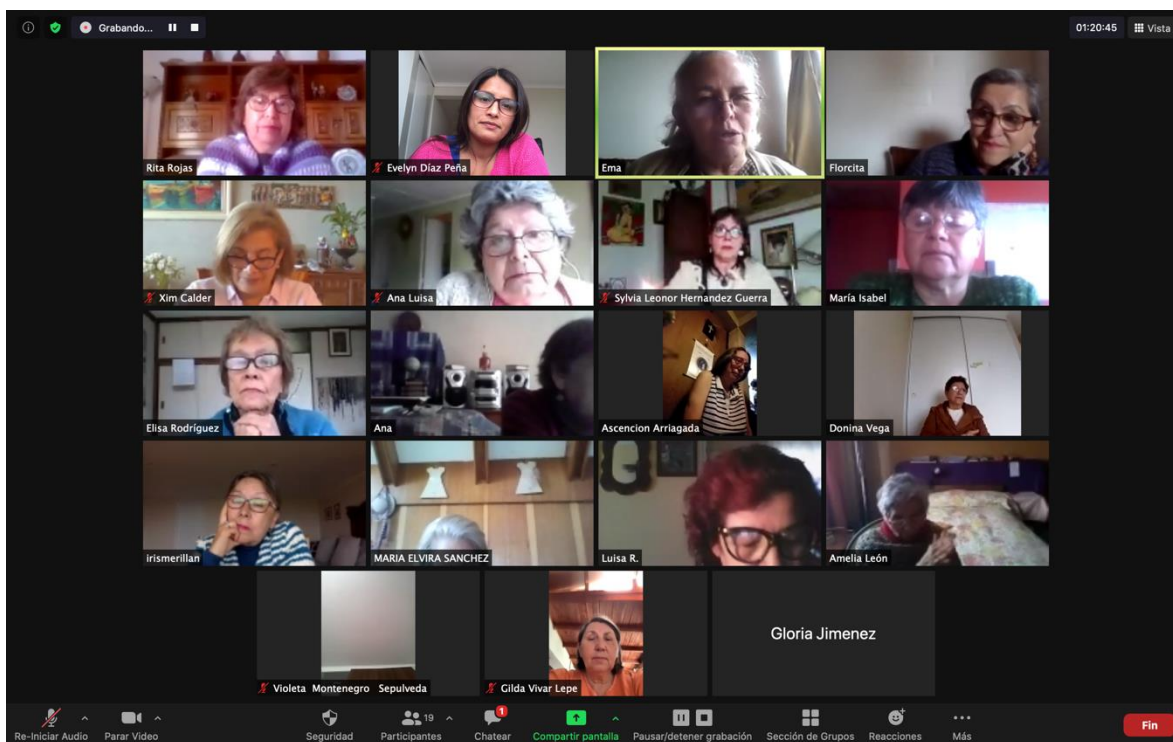 Grabando...
01:20:45
Vista
Rita Rojas
Evelyn Díaz Peña
Ema
Florcita
Xim Calder
Ana Luisa
Sylvia Leonor Hernandez Guerra
María Isabel
Elisa Rodríguez
Ana
Ascencion Arriagada
Donina Vega
irismerillan
MARIA ELVIRA SANCHEZ
Luisa R.
Amelia León
Violeta Montenegro Sepulveda
Gilda Vivar Lepe
Gloria Jimenez
19
1
Re-Iniciar Audio
Parar Video
Seguridad
Participantes
Chatear
Compartir pantalla
Pausar/detener grabación
Sección de Grupos
Reacciones
Más
Fin